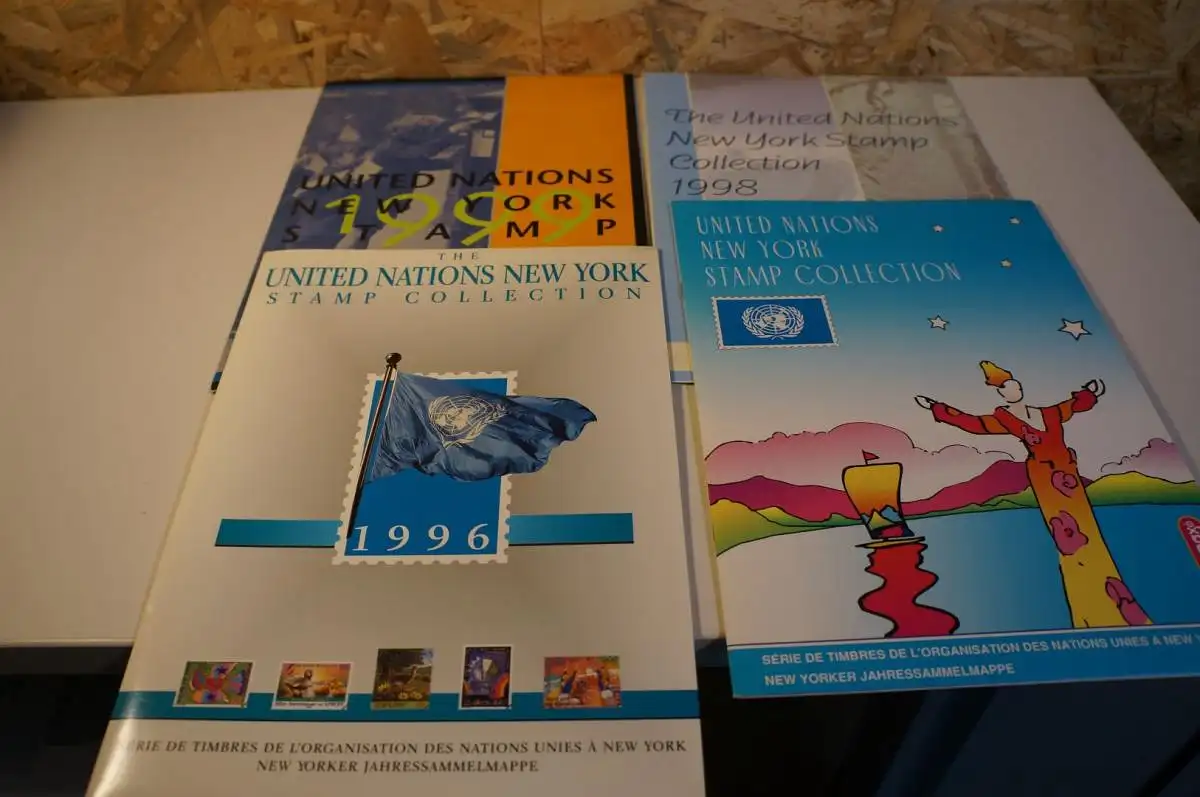 UNITED NATIONS
NEW YORK
1999
STAMP
The United Nations
New York Stamp
Collection
1998
THE
UNITED NATIONS NEW YORK
STAMP COLLECTION
1996
SÉRIE DE TIMBRES DE L'ORGANISATION DES NATIONS UNIES À NEW YORK
NEW YORKER JAHRESSAMMELMAPPE
UNITED NATIONS
NEW YORK
STAMP COLLECTION
SÉRIE DE TIMBRES DE L'ORGANISATION DES NATIONS UNIES A NEW
NEW YORKER JAHRESSAMMELMAPPE